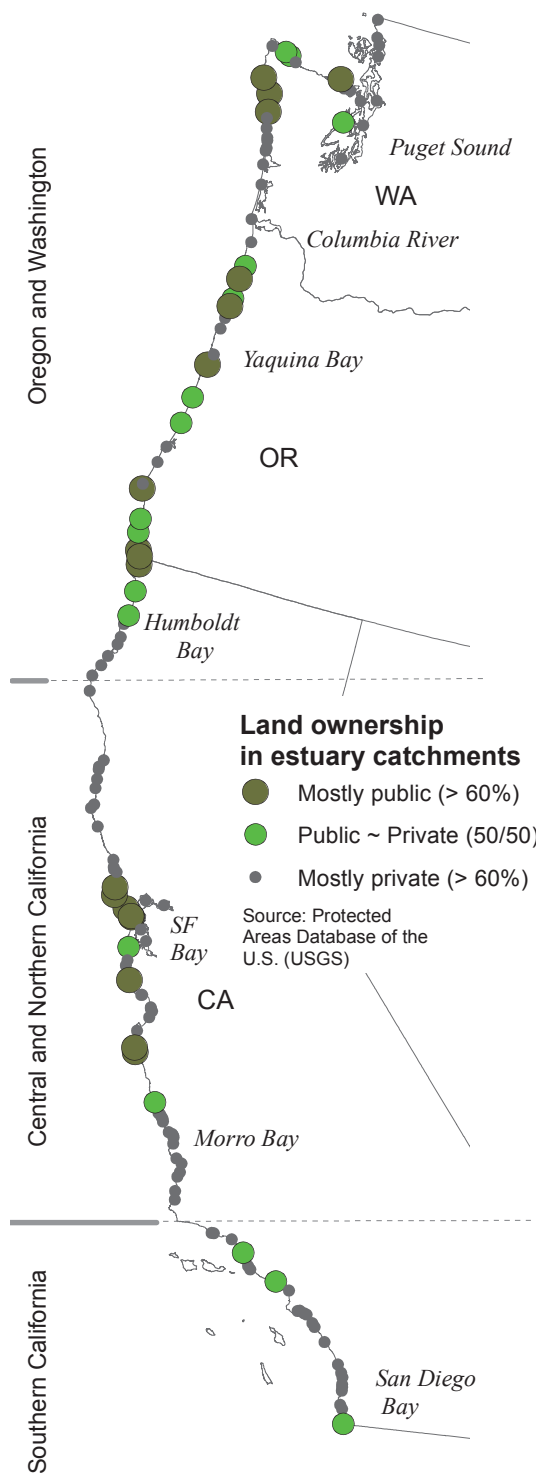 Oregon and Washington
Puget Sound
WA
Columbia River
Yaquina Bay
OR
Humboldt
Bay
Land ownership
in estuary catchments
Mostly public (> 60%)
Public ~ Private (50/50)
Mostly private (> 60%)
Source: Protected
Areas Database of the
U.S. (USGS)
Central and Northern California
SF
Bay
CA
Morro Bay
Southern California
San Diego
Bay